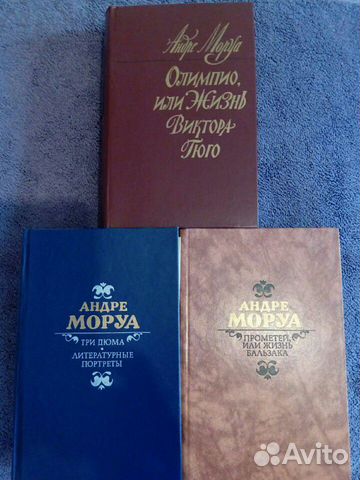 Андре Моруа
Олимпио,
или Жизнь
Виктора
Гюго
АНДРЕ
МОРУА
ТРИ ДЮМА
•
ЛИТЕРАТУРНЫЕ
ПОРТРЕТЫ
АНДРЕ
МОРУА
ПРОМЕТЕЙ,
ИЛИ ЖИЗНЬ
БАЛЬЗАКА
Avito